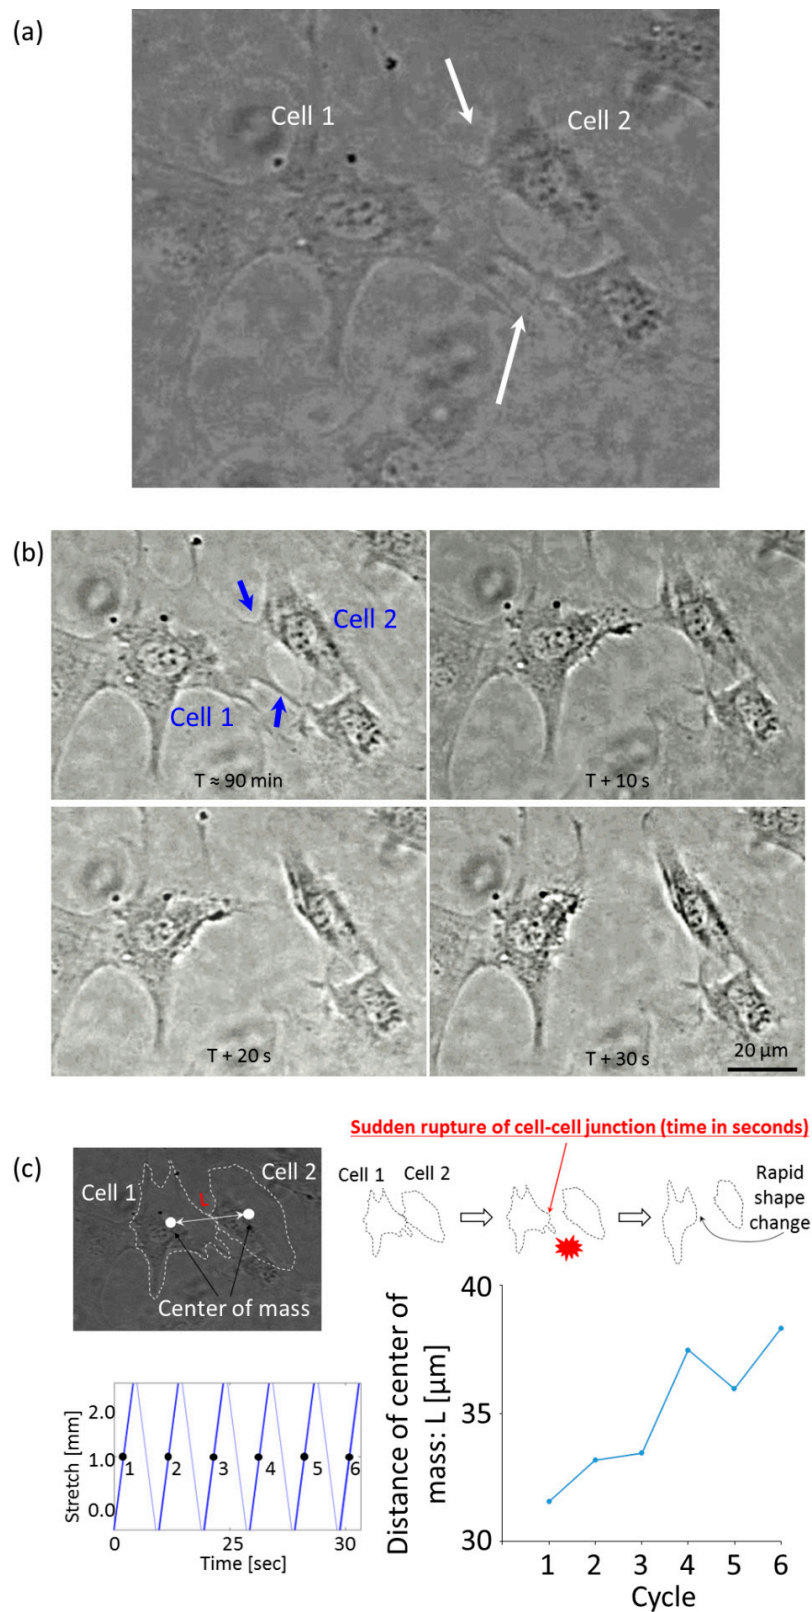 (a)
Cell 1
Cell 2
(b)
Cell 2
Cell 1
T ≈ 90 min
T + 10 s
T + 20 s
T + 30 s
20 µm
(c)
Sudden rupture of cell-cell junction (time in seconds)
Cell 1
Cell 2
L
Center of mass
Cell 1
Cell 2
Rapid
shape
change
Stretch [mm]
2.0
1.0
0.0
1
2
3
4
5
6
0
25
30
Time [sec]
Distance of center of
mass: L [µm]
40
35
30
1
2
3
4
5
6
Cycle